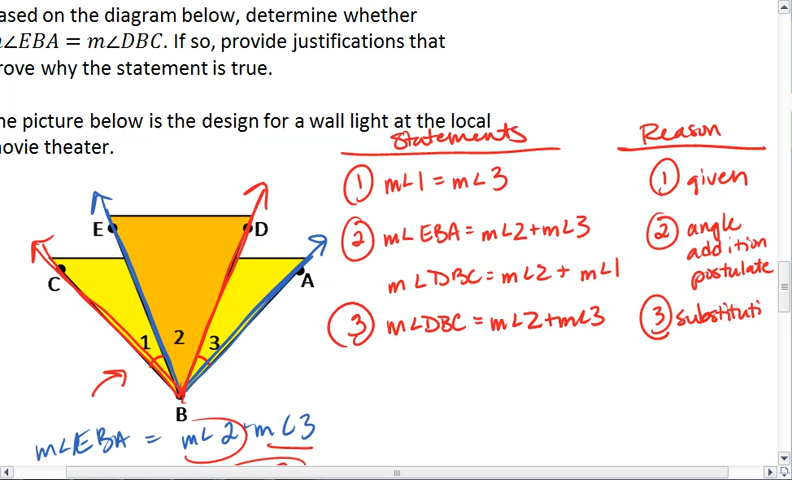 ased on the diagram below, determine whether
∠EBA = m∠DBC. If so, provide justifications that
rove why the statement is true.
he picture below is the design for a wall light at the local
ovie theater.
Statements
Reason
① m∠1 = m∠3
① given
② m∠EBA = m∠2+m∠3
② angle
addition
postulate
m∠DBC = m∠2 + m∠1
③ m∠DBC = m∠2+m∠3
③ substituti
E
D
C
A
1
2
3
B
m∠EBA = m∠2+m∠3